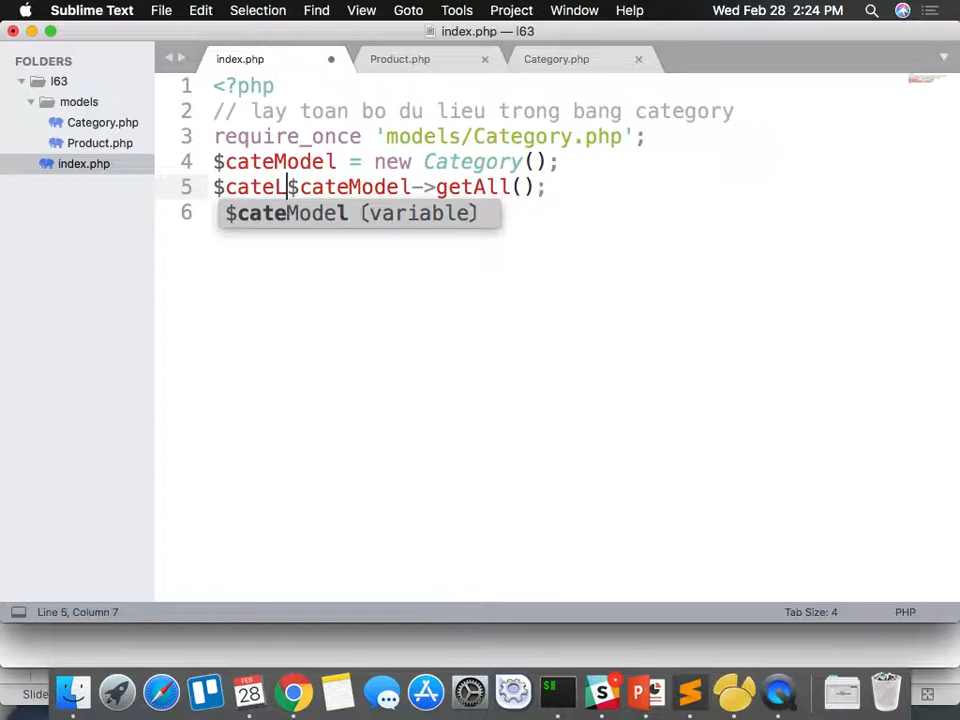 Sublime Text File Edit Selection Find View Goto Tools Project Window Help Wed Feb 28 2:24 PM
index.php — l63
FOLDERS
l63
models
Category.php
Product.php
index.php
index.php Product.php Category.php
1 <?php
2 // lay toan bo du lieu trong bang category
3 require_once 'models/Category.php';
4 $cateModel = new Category();
5 $cateL$cateModel->getAll();
6
$cateModel (variable)
Line 5, Column 7 Tab Size: 4 PHP
Slide
FEB
28